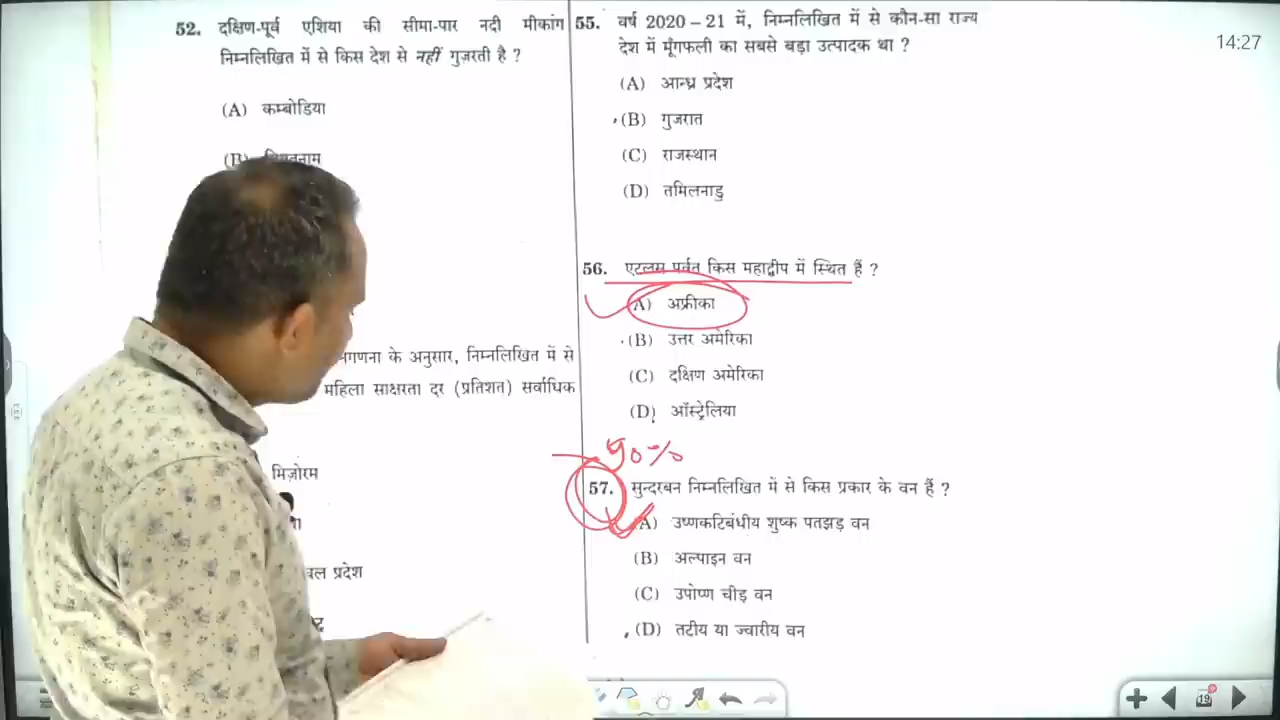 52. दक्षिण-पूर्व एशिया की सीमा-पार नदी मीकांग
निम्नलिखित में से किस देश से नहीं गुज़रती है ?
(A) कम्बोडिया
(B)
गणना के अनुसार, निम्नलिखित में से
महिला साक्षरता दर (प्रतिशत) सर्वाधिक
मिज़ोरम
चल प्रदेश
55. वर्ष 2020 – 21 में, निम्नलिखित में से कौन-सा राज्य
देश में मूँगफली का सबसे बड़ा उत्पादक था ?
(A) आन्ध्र प्रदेश
(B) गुजरात
(C) राजस्थान
(D) तमिलनाडु
56. एटलस पर्वत किस महाद्वीप में स्थित हैं ?
(A) अफ्रीका
(B) उत्तर अमेरिका
(C) दक्षिण अमेरिका
(D) ऑस्ट्रेलिया
90%
57. सुन्दरबन निम्नलिखित में से किस प्रकार के वन हैं ?
(A) उष्णकटिबंधीय शुष्क पतझड़ वन
(B) अल्पाइन वन
(C) उपोष्ण चीड़ वन
(D) तटीय या ज्वारीय वन
14:27
19